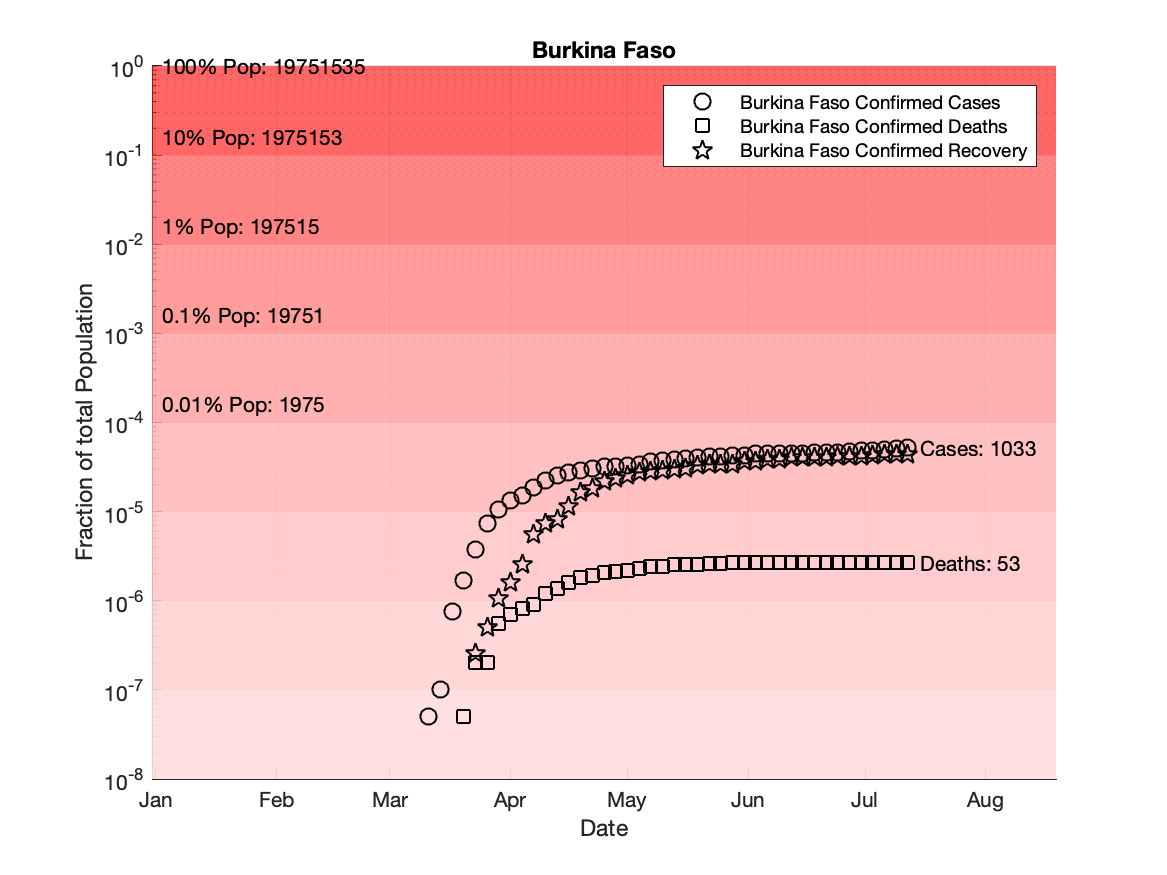 Burkina Faso
10^0
100% Pop: 19751535
Burkina Faso Confirmed Cases
Burkina Faso Confirmed Deaths
Burkina Faso Confirmed Recovery
10% Pop: 1975153
10^-1
1% Pop: 197515
10^-2
0.1% Pop: 19751
10^-3
0.01% Pop: 1975
10^-4
Cases: 1033
10^-5
Deaths: 53
10^-6
10^-7
10^-8
Fraction of total Population
Jan Feb Mar Apr May Jun Jul Aug
Date